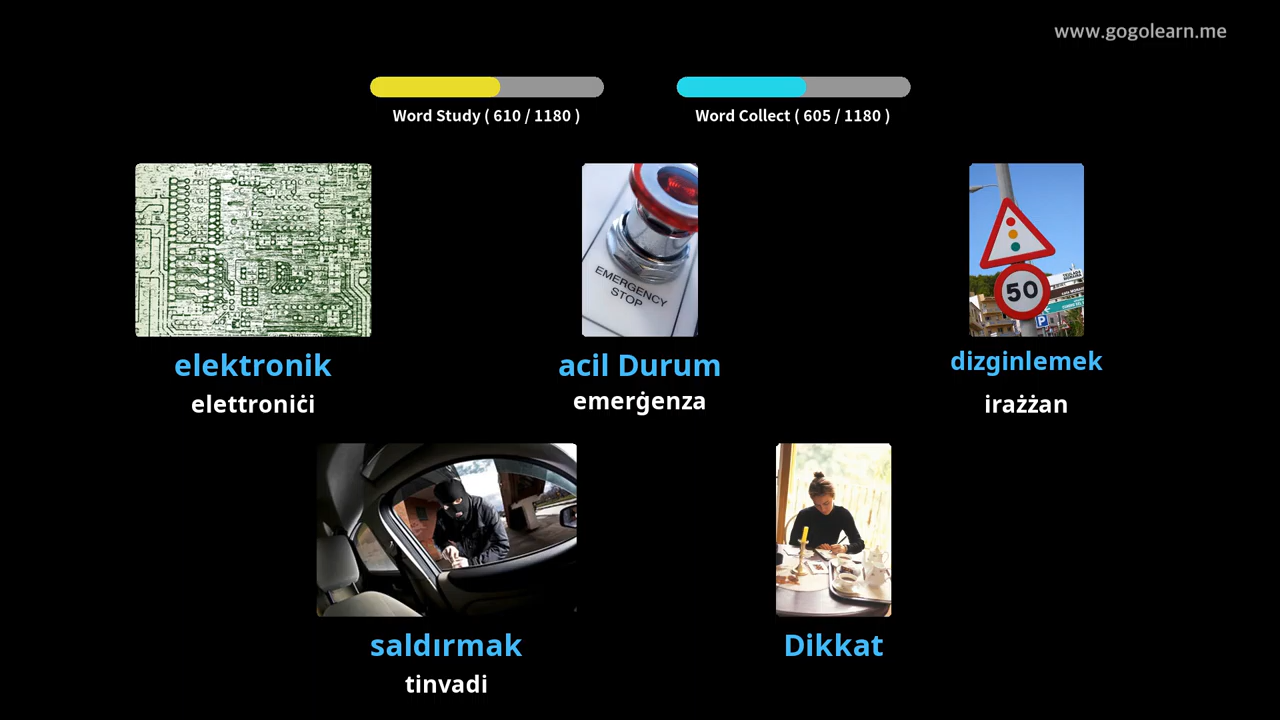 www.gogolearn.me
Word Study ( 610 / 1180 )
Word Collect ( 605 / 1180 )
EMERGENCY
STOP
50
P
elektronik
acil Durum
dizginlemek
elettroniċi
emerġenza
irażżan
saldırmak
Dikkat
tinvadi